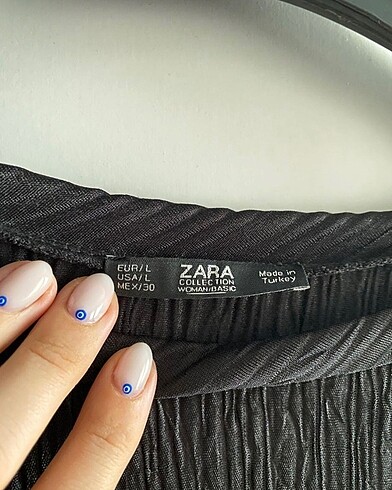 EUR/L
USA/L
MEX/30
ZARA
COLLECTION
WOMAN/BASIC
Made in
Turkey